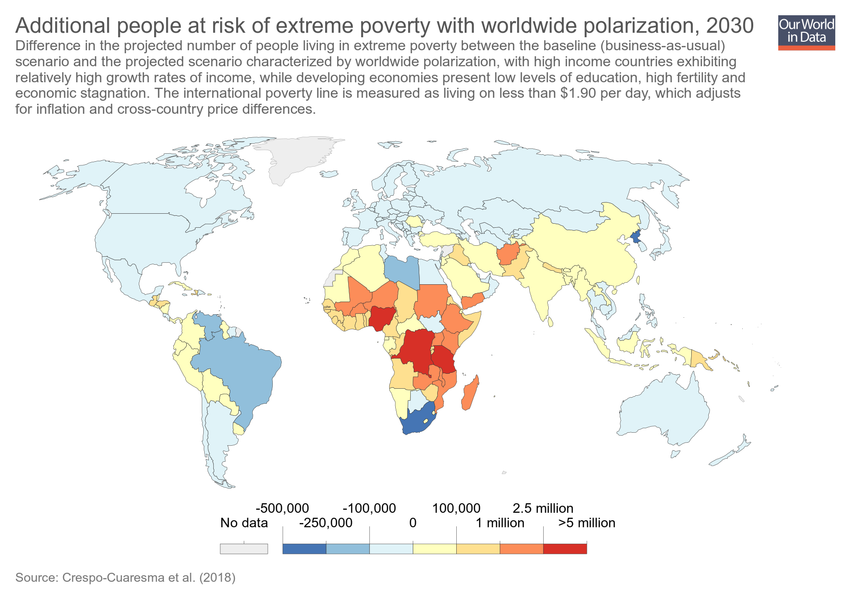 Additional people at risk of extreme poverty with worldwide polarization, 2030
Our World
in Data
Difference in the projected number of people living in extreme poverty between the baseline (business-as-usual)
scenario and the projected scenario characterized by worldwide polarization, with high income countries exhibiting
relatively high growth rates of income, while developing economies present low levels of education, high fertility and
economic stagnation. The international poverty line is measured as living on less than $1.90 per day, which adjusts
for inflation and cross-country price differences.
-500,000 -100,000 100,000 2.5 million
No data -250,000 0 1 million >5 million
Source: Crespo-Cuaresma et al. (2018)